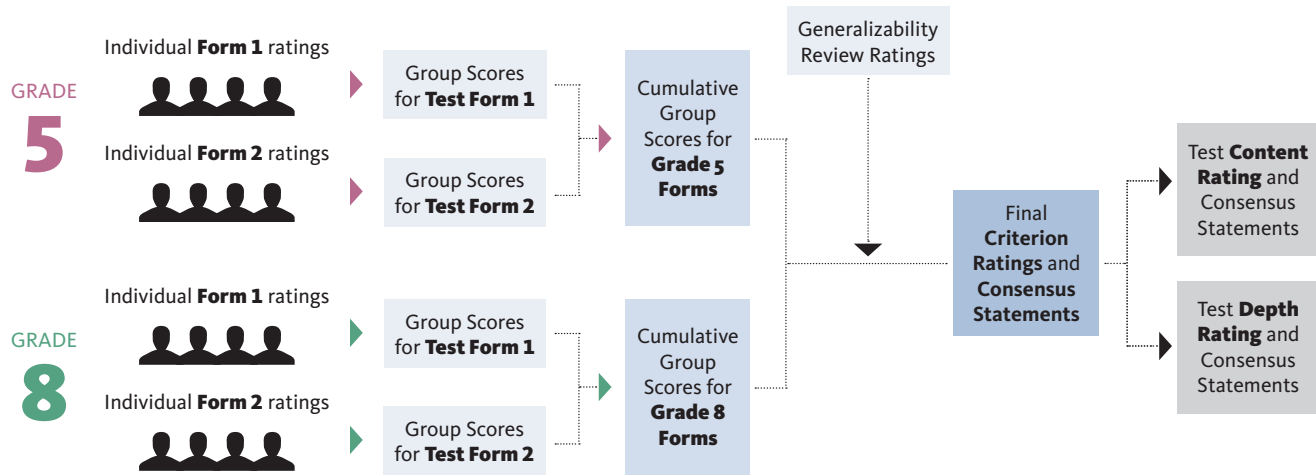 GRADE
5
Individual Form 1 ratings
Individual Form 2 ratings
Group Scores
for Test Form 1
Group Scores
for Test Form 2
Cumulative
Group
Scores for
Grade 5
Forms
GRADE
8
Individual Form 1 ratings
Individual Form 2 ratings
Group Scores
for Test Form 1
Group Scores
for Test Form 2
Cumulative
Group
Scores for
Grade 8
Forms
Generalizability
Review Ratings
Final
Criterion
Ratings and
Consensus
Statements
Test Content
Rating and
Consensus
Statements
Test Depth
Rating and
Consensus
Statements